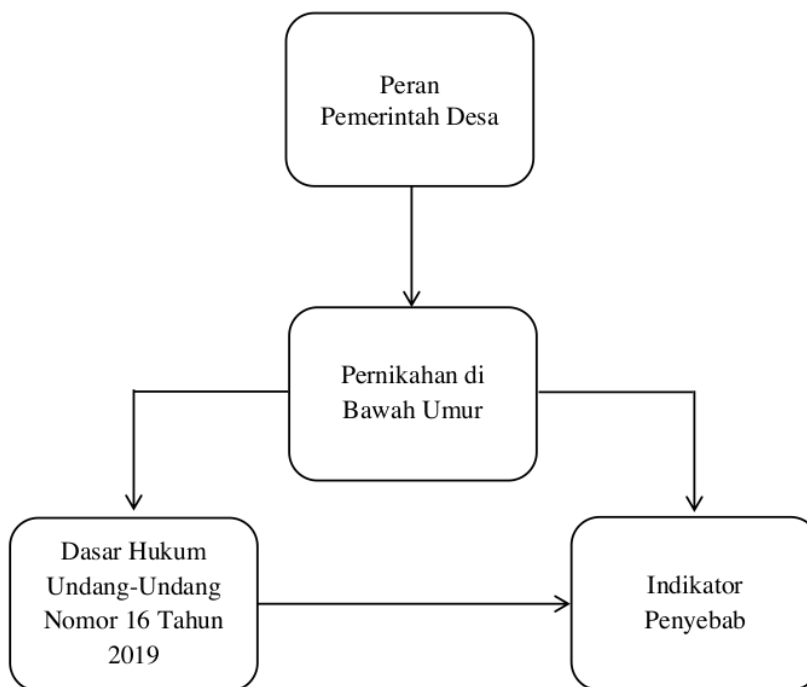 Peran
Pemerintah Desa
Pernikahan di
Bawah Umur
Dasar Hukum
Undang-Undang
Nomor 16 Tahun
2019
Indikator
Penyebab